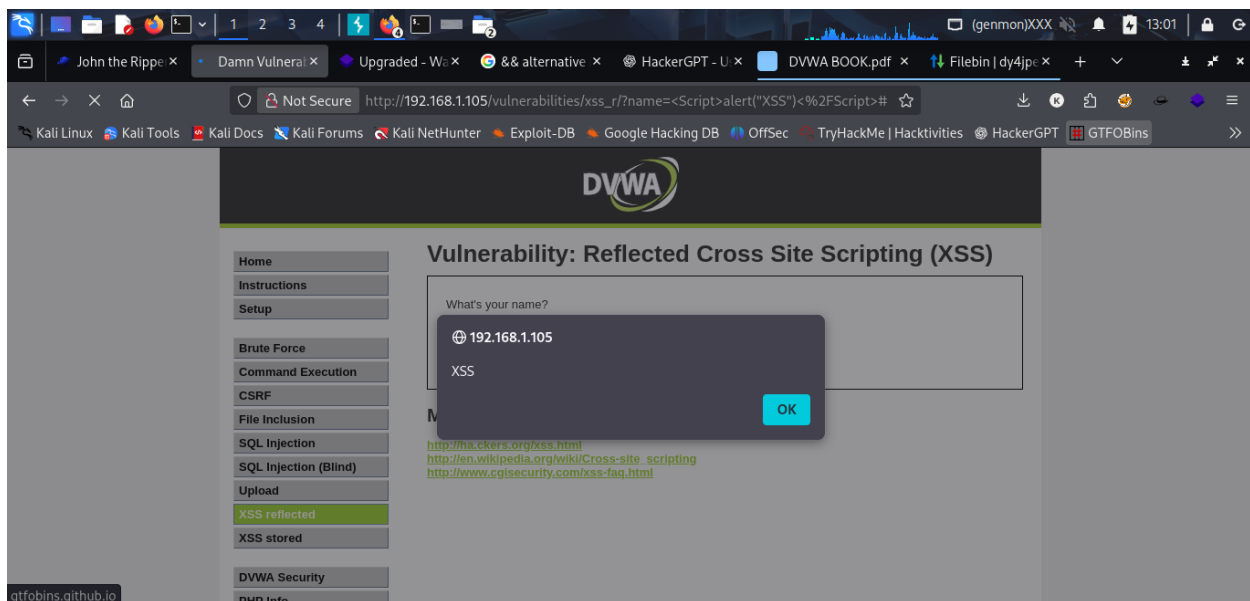 1 2 3 4 4 2 (genmon)XXX 13:01
John the Ripper Damn Vulnerab Upgraded - Wa && alternative HackerGPT - Us DVWA BOOK.pdf Filebin | dy4jpe
Not Secure http://192.168.1.105/vulnerabilities/xss_r/?name=<Script>alert("XSS")<%2FScript>#
Kali Linux Kali Tools Kali Docs Kali Forums Kali NetHunter Exploit-DB Google Hacking DB OffSec TryHackMe | Hacktivities HackerGPT GTFOBins
DVWA
Home
Instructions
Setup
Brute Force
Command Execution
CSRF
File Inclusion
SQL Injection
SQL Injection (Blind)
Upload
XSS reflected
XSS stored
DVWA Security
PHP Info
Vulnerability: Reflected Cross Site Scripting (XSS)
What's your name?
192.168.1.105
XSS
OK
M
http://ha.ckers.org/xss.html
http://en.wikipedia.org/wiki/Cross-site_scripting
http://www.cgisecurity.com/xss-faq.html
gtfobins.github.io